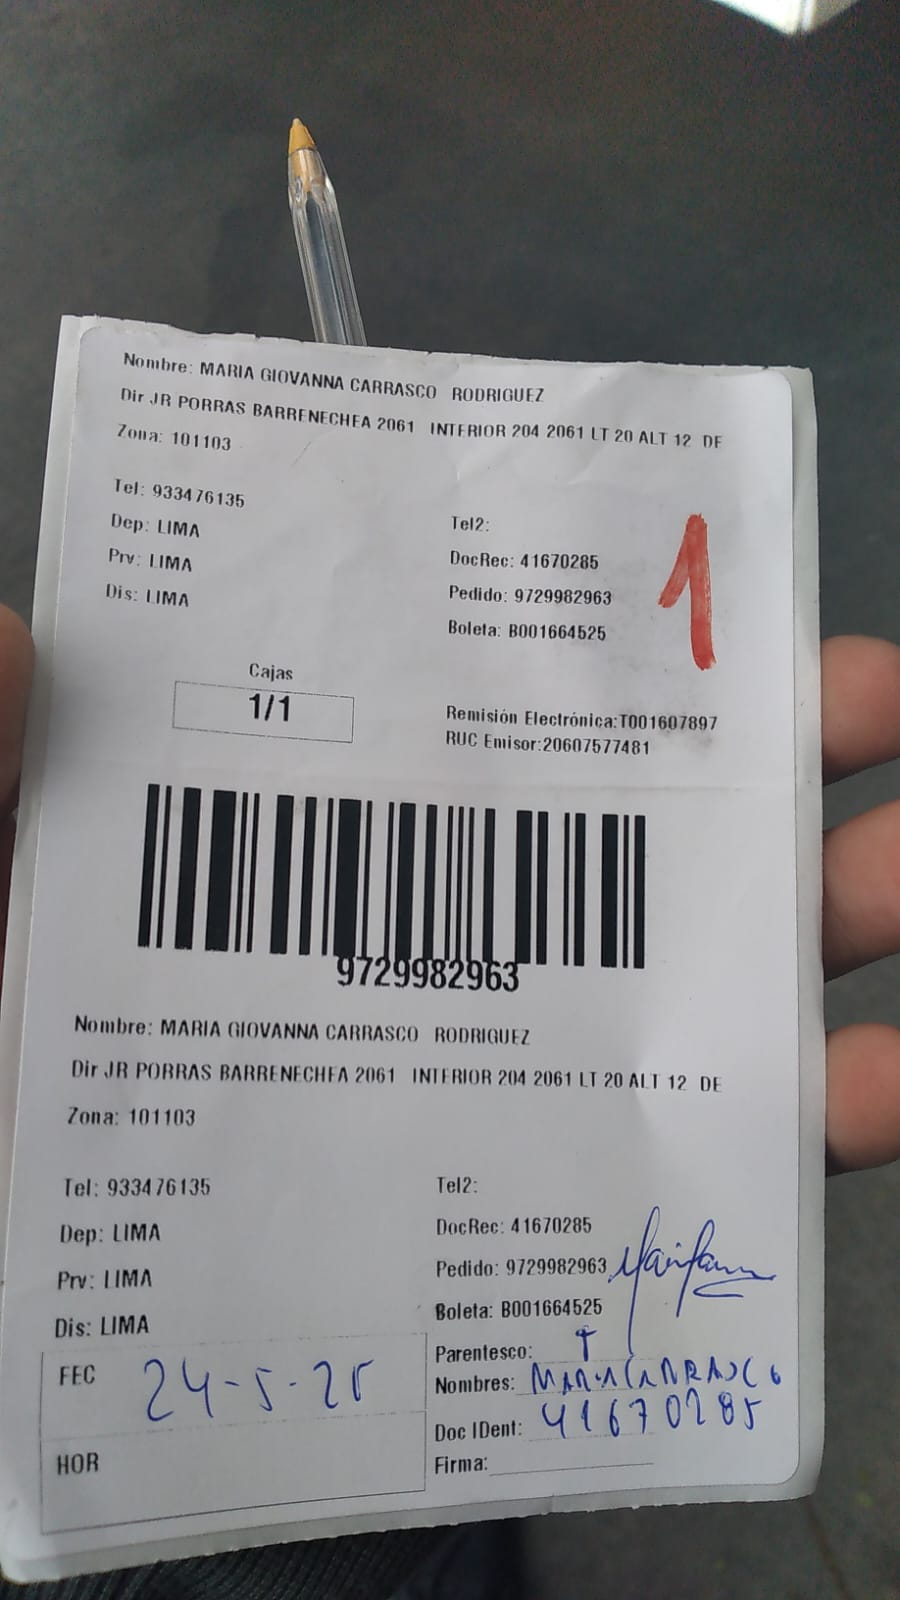 Nombre: MARIA GIOVANNA CARRASCO RODRIGUEZ
Dir JR PORRAS BARRENECHEA 2061 INTERIOR 204 2061 LT 20 ALT 12 DE
Zona: 101103
Tel: 933476135
Tel2:
Dep: LIMA
DocRec: 41670285
Prv: LIMA
Pedido: 9729982963
Dis: LIMA
Boleta: B001664525
1
Cajas
1/1
Remisión Electrónica:T001607897
RUC Emisor:20607577481
9729982963
Nombre: MARIA GIOVANNA CARRASCO RODRIGUEZ
Dir JR PORRAS BARRENECHEA 2061 INTERIOR 204 2061 LT 20 ALT 12 DE
Zona: 101103
Tel: 933476135
Tel2:
Dep: LIMA
DocRec: 41670285
Prv: LIMA
Pedido: 9729982963
Dis: LIMA
Boleta: B001664525
FEC 24-5-25
Parentesco:
Nombres: MARIA CARRASCO
Doc IDent: 41670285
HOR
Firma: